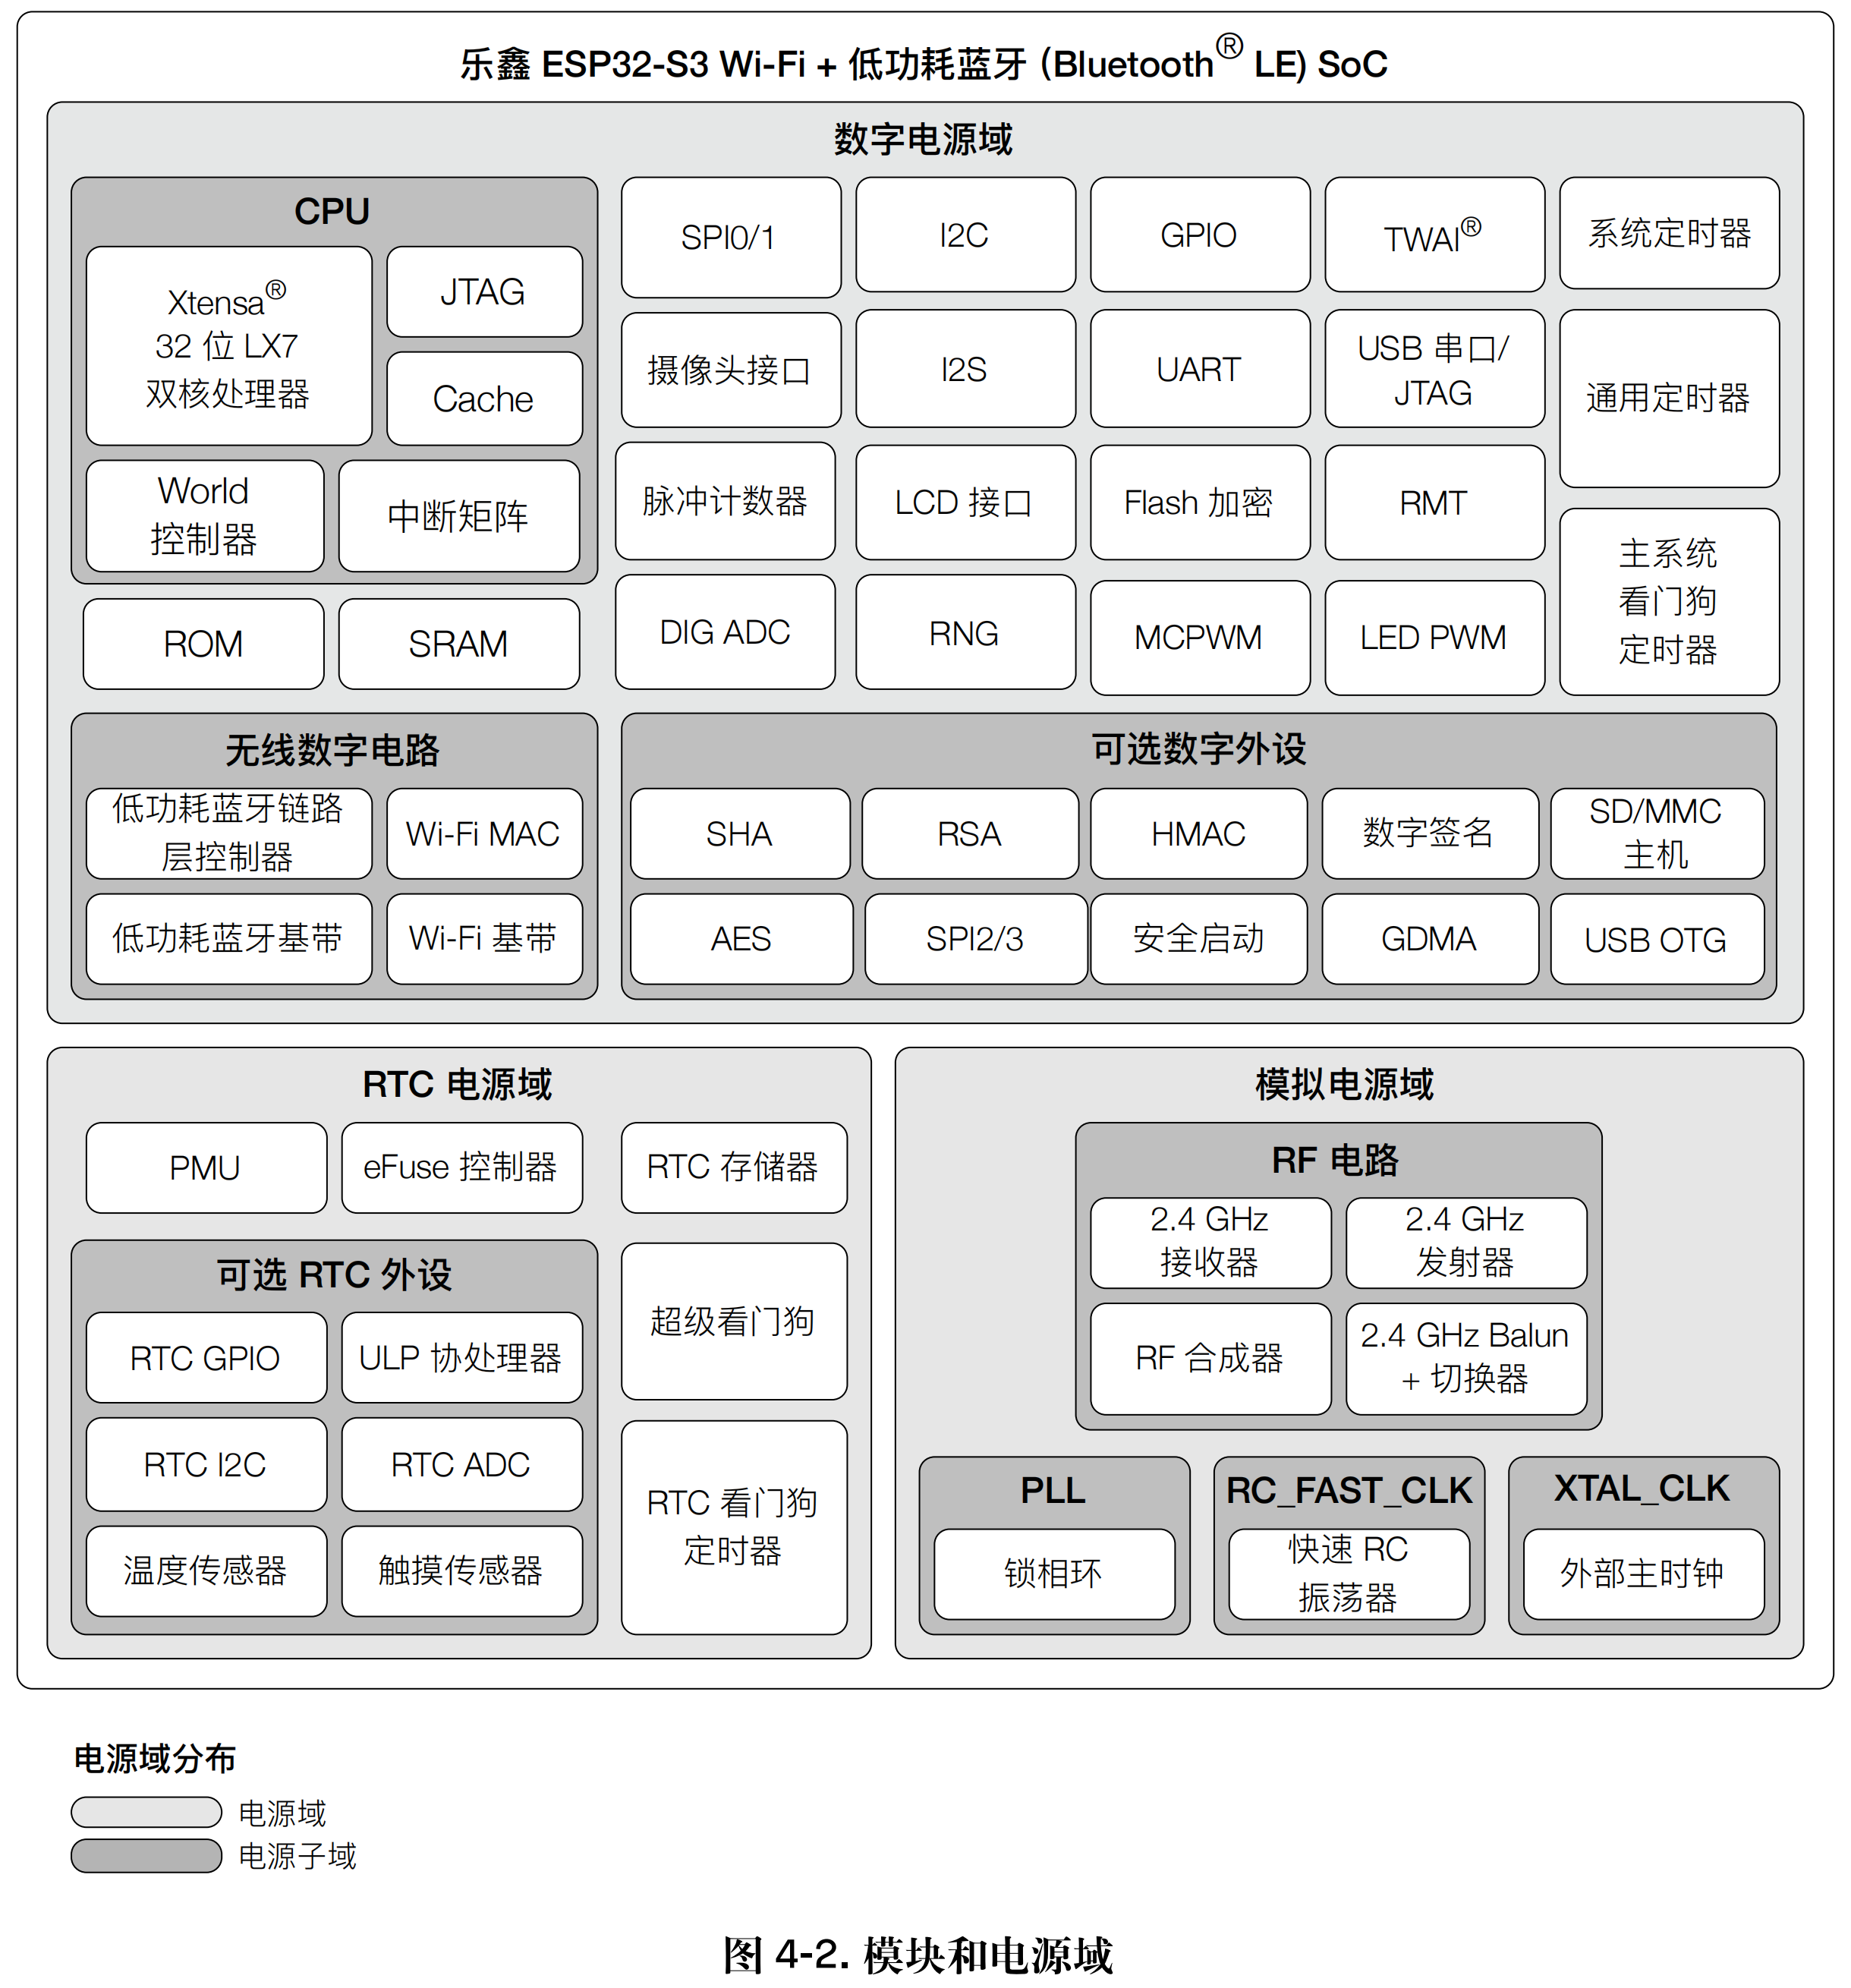 乐鑫 ESP32-S3 Wi-Fi + 低功耗蓝牙 (Bluetooth® LE) SoC
数字电源域
CPU
Xtensa®
32 位 LX7
双核处理器
JTAG
Cache
World
控制器
中断矩阵
ROM
SRAM
SPI0/1
I2C
GPIO
TWAI®
系统定时器
摄像头接口
I2S
UART
USB 串口/
JTAG
通用定时器
脉冲计数器
LCD 接口
Flash 加密
RMT
主系统
看门狗
定时器
DIG ADC
RNG
MCPWM
LED PWM
无线数字电路
低功耗蓝牙链路
层控制器
Wi-Fi MAC
低功耗蓝牙基带
Wi-Fi 基带
可选数字外设
SHA
RSA
HMAC
数字签名
SD/MMC
主机
AES
SPI2/3
安全启动
GDMA
USB OTG
RTC 电源域
PMU
eFuse 控制器
RTC 存储器
可选 RTC 外设
RTC GPIO
ULP 协处理器
RTC I2C
RTC ADC
温度传感器
触摸传感器
超级看门狗
RTC 看门狗
定时器
模拟电源域
RF 电路
2.4 GHz
接收器
2.4 GHz
发射器
RF 合成器
2.4 GHz Balun
+ 切换器
PLL
锁相环
RC_FAST_CLK
快速 RC
振荡器
XTAL_CLK
外部主时钟
电源域分布
电源域
电源子域
图 4-2. 模块和电源域